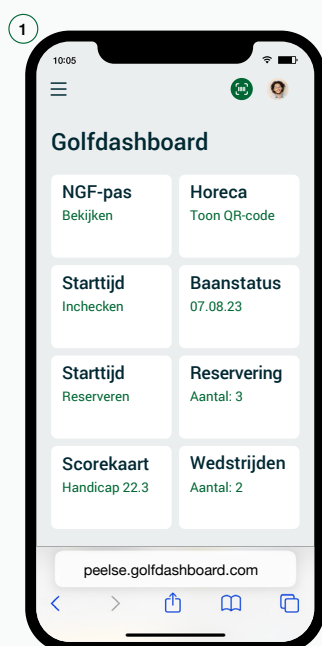 1
10:05
Golfdashboard
NGF-pas
Bekijken
Horeca
Toon QR-code
Starttijd
Inchecken
Baanstatus
07.08.23
Starttijd
Reserveren
Reservering
Aantal: 3
Scorekaart
Handicap 22.3
Wedstrijden
Aantal: 2
peelse.golfdashboard.com